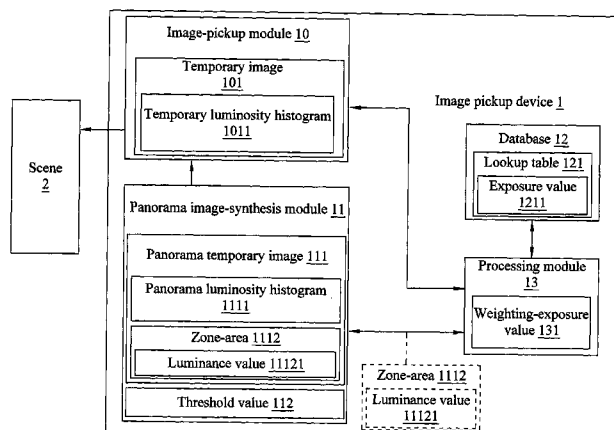 Image-pickup module 10
Temporary image
101
Temporary luminosity histogram
1011
Image pickup device 1
Scene
2
Database 12
Lookup table 121
Exposure value
1211
Panorama image-synthesis module 11
Panorama temporary image 111
Panorama luminosity histogram
1111
Zone-area 1112
Luminance value 11121
Threshold value 112
Processing module
13
Weighting-exposure
value 131
Zone-area 1112
Luminance value
11121